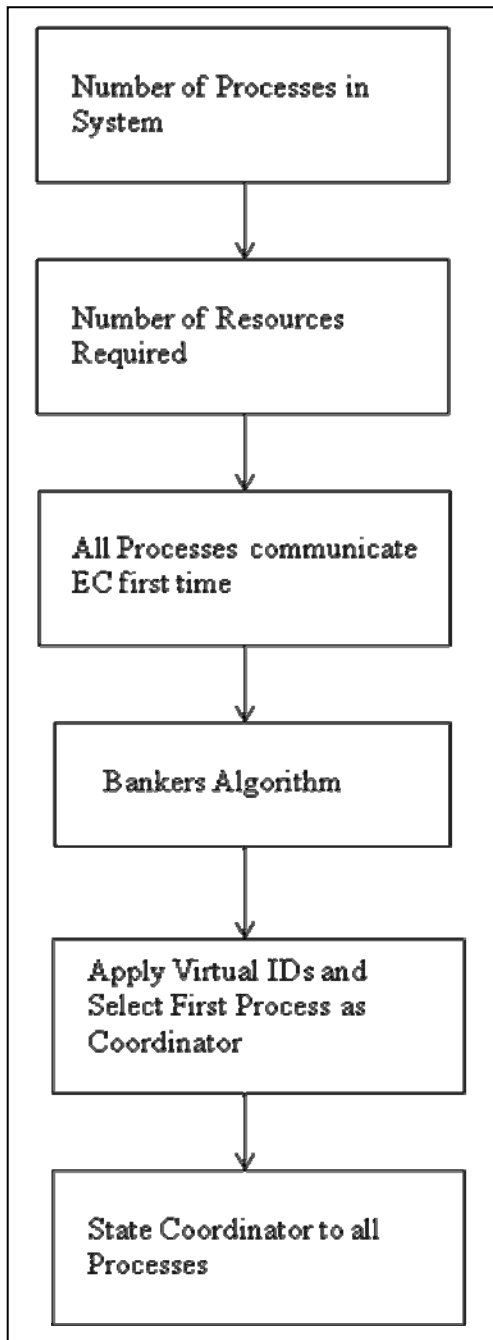 Number of Processes in
System
Number of Resources
Required
All Processes communicate
EC first time
Bankers Algorithm
Apply Virtual IDs and
Select First Process as
Coordinator
State Coordinator to all
Processes